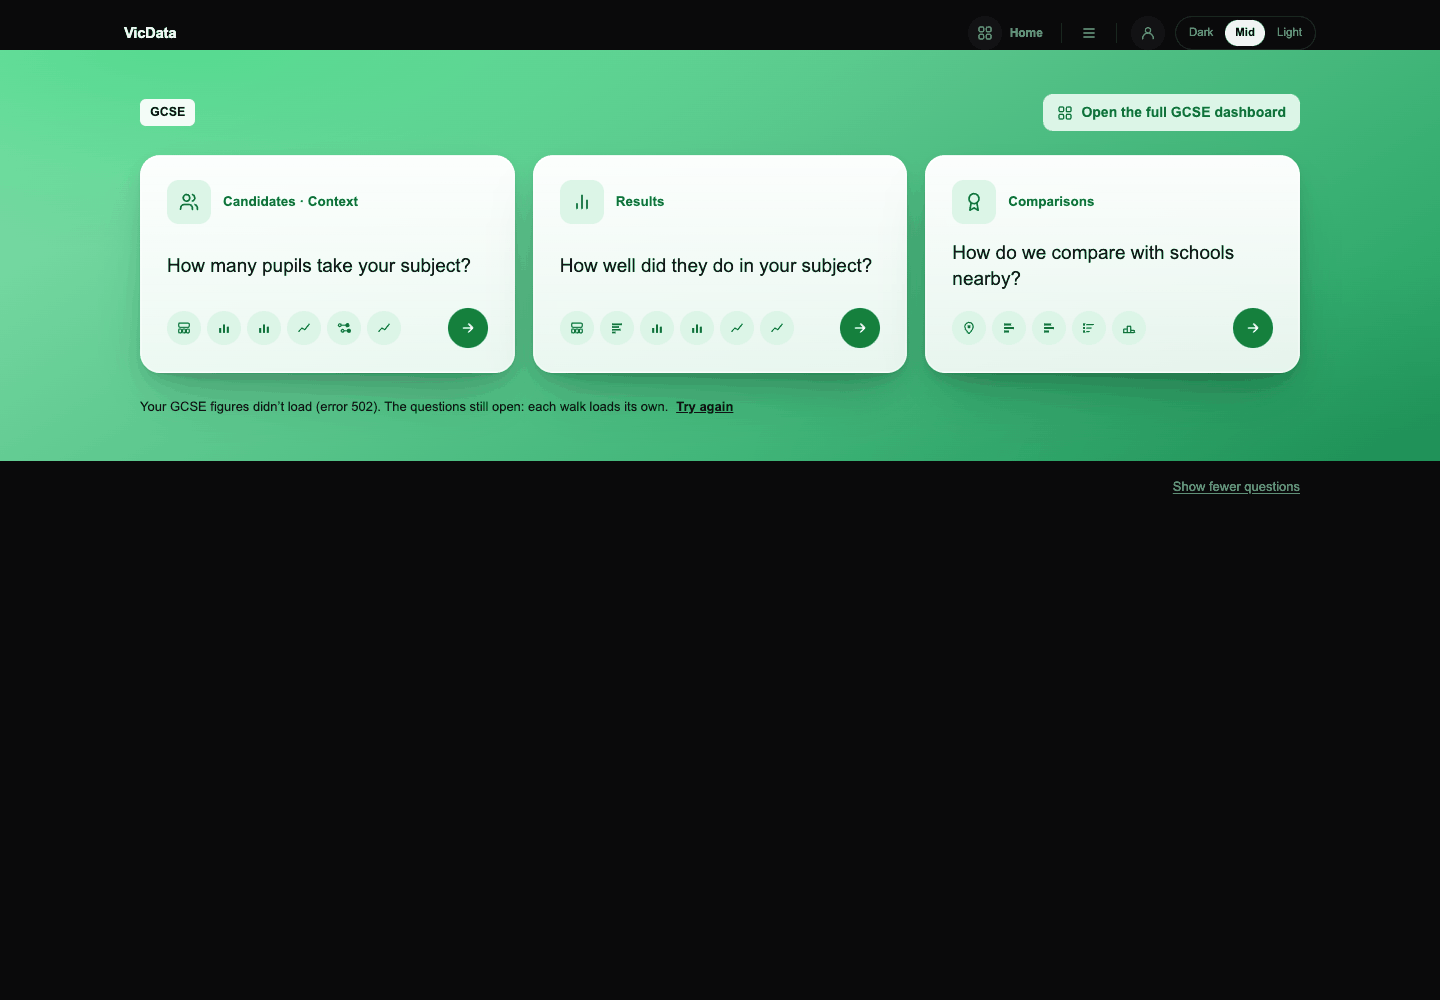 VicData
Home
Dark Mid Light
GCSE
Open the full GCSE dashboard
Candidates · Context
How many pupils take your subject?
Results
How well did they do in your subject?
Comparisons
How do we compare with schools
nearby?
Your GCSE figures didn’t load (error 502). The questions still open: each walk loads its own. Try again
Show fewer questions